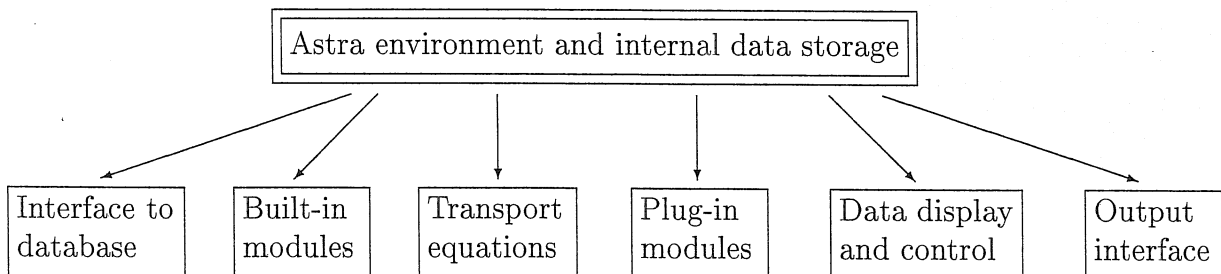 Astra environment and internal data storage
Interface to
database
Built-in
modules
Transport
equations
Plug-in
modules
Data display
and control
Output
interface